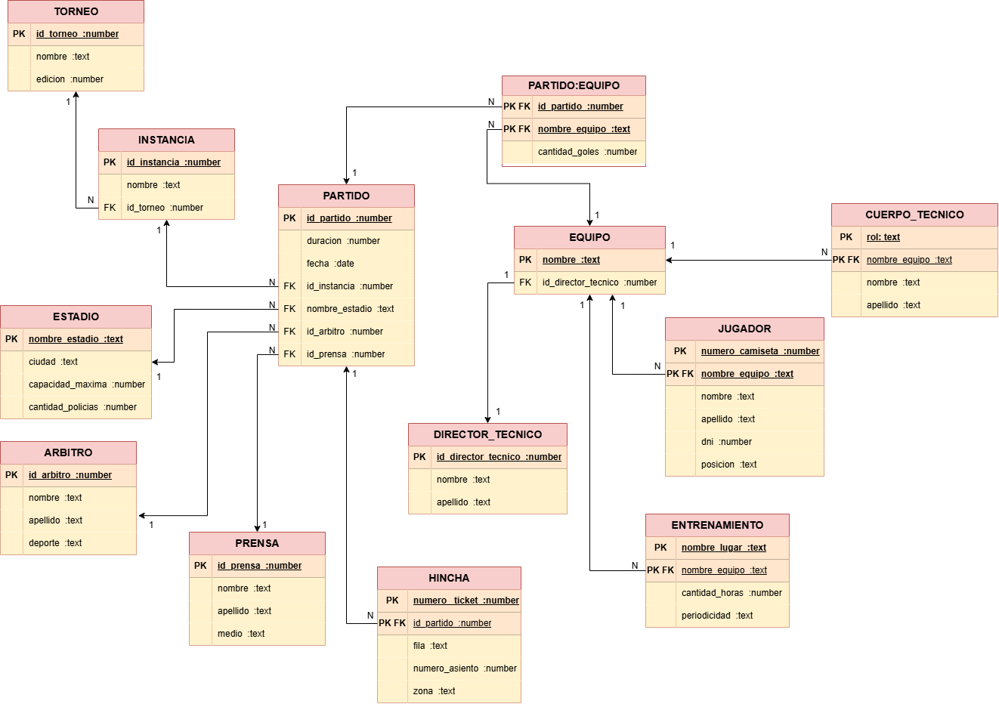 TORNEO
PK id_torneo :number
nombre :text
edicion :number
1
N
INSTANCIA
PK id_instancia :number
nombre :text
FK id_torneo :number
1
PARTIDO:EQUIPO
N PK FK id_partido :number
N PK FK nombre_equipo :text
cantidad_goles :number
1
1
PARTIDO
PK id_partido :number
duracion :number
fecha :date
N FK id_instancia :number
N FK nombre_estadio :text
N FK id_arbitro :number
N FK id_prensa :number
1
EQUIPO
PK nombre :text
1 FK id_director_tecnico :number
1
1
1
CUERPO_TECNICO
PK rol: text
N PK FK nombre_equipo :text
nombre :text
apellido :text
ESTADIO
PK nombre_estadio :text
ciudad :text
capacidad_maxima :number
cantidad_policias :number
1
JUGADOR
PK numero_camiseta :number
N PK FK nombre_equipo :text
nombre :text
apellido :text
dni :number
posicion :text
1
DIRECTOR_TECNICO
PK id_director_tecnico :number
nombre :text
apellido :text
ARBITRO
PK id_arbitro :number
nombre :text
apellido :text
deporte :text
1
1
PRENSA
PK id_prensa :number
nombre :text
apellido :text
medio :text
ENTRENAMIENTO
PK nombre_lugar :text
N PK FK nombre_equipo :text
cantidad_horas :number
periodicidad :text
HINCHA
PK numero_ticket :number
N PK FK id_partido :number
fila :text
numero_asiento :number
zona :text